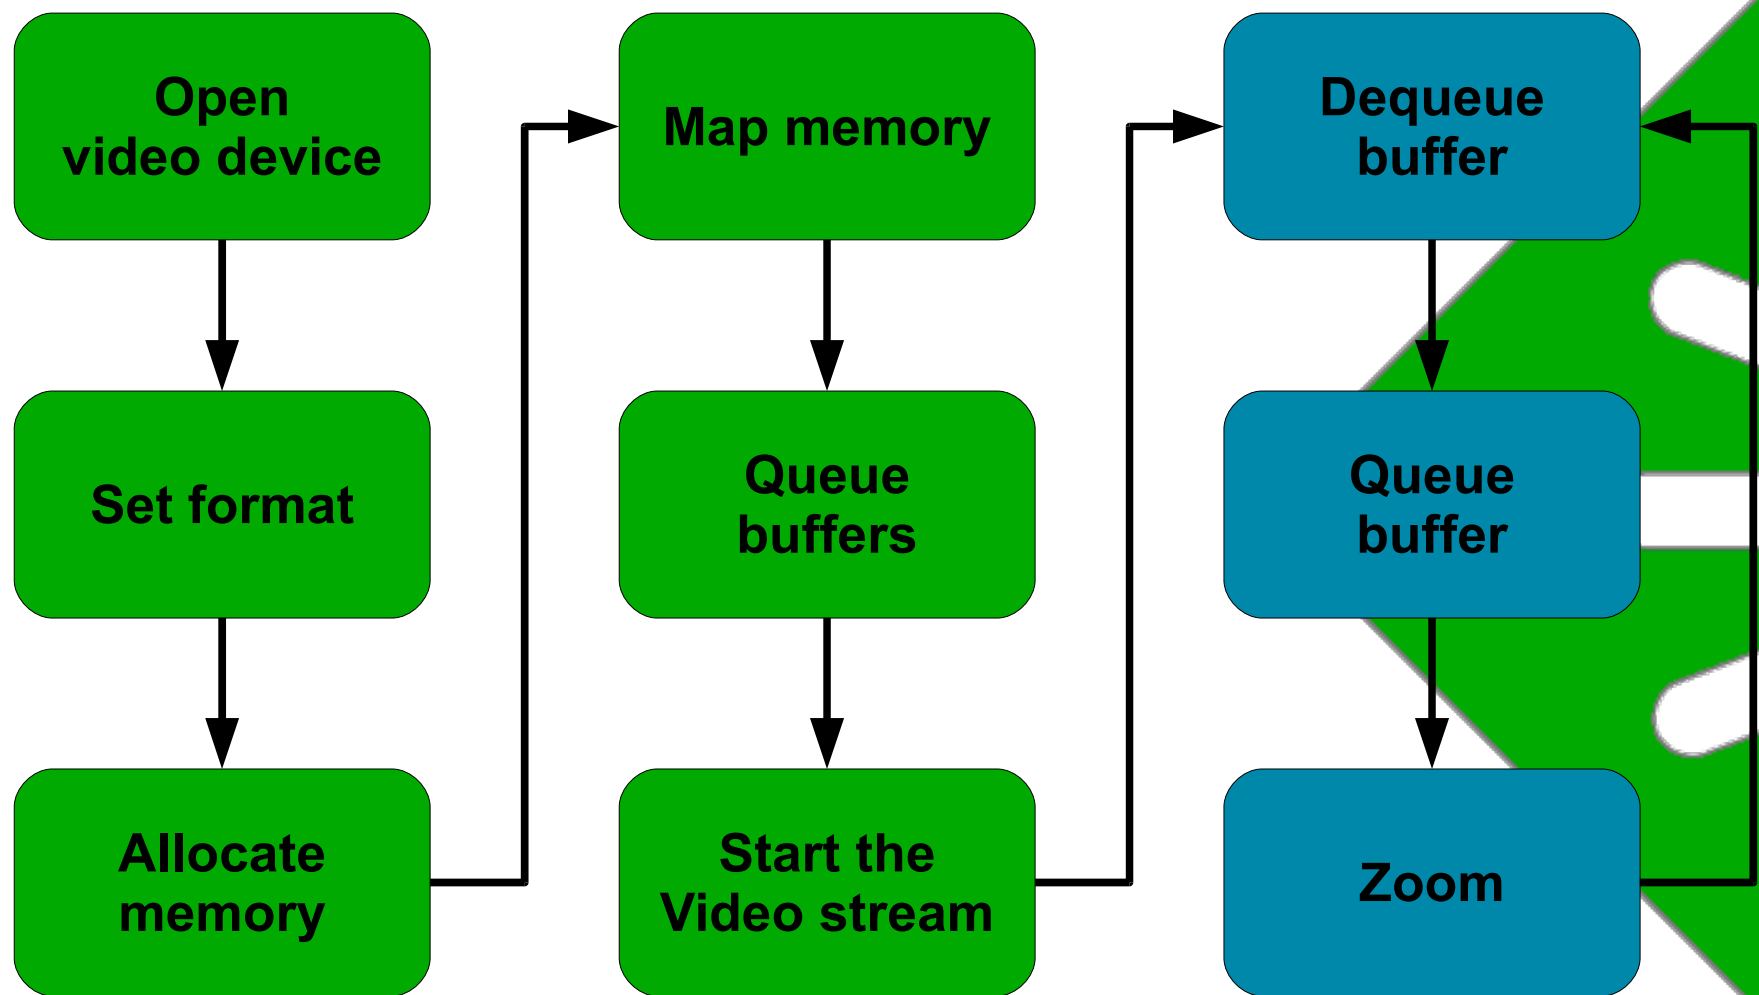 Open
video device
Set format
Allocate
memory
Map memory
Queue
buffers
Start the
Video stream
Dequeue
buffer
Queue
buffer
Zoom